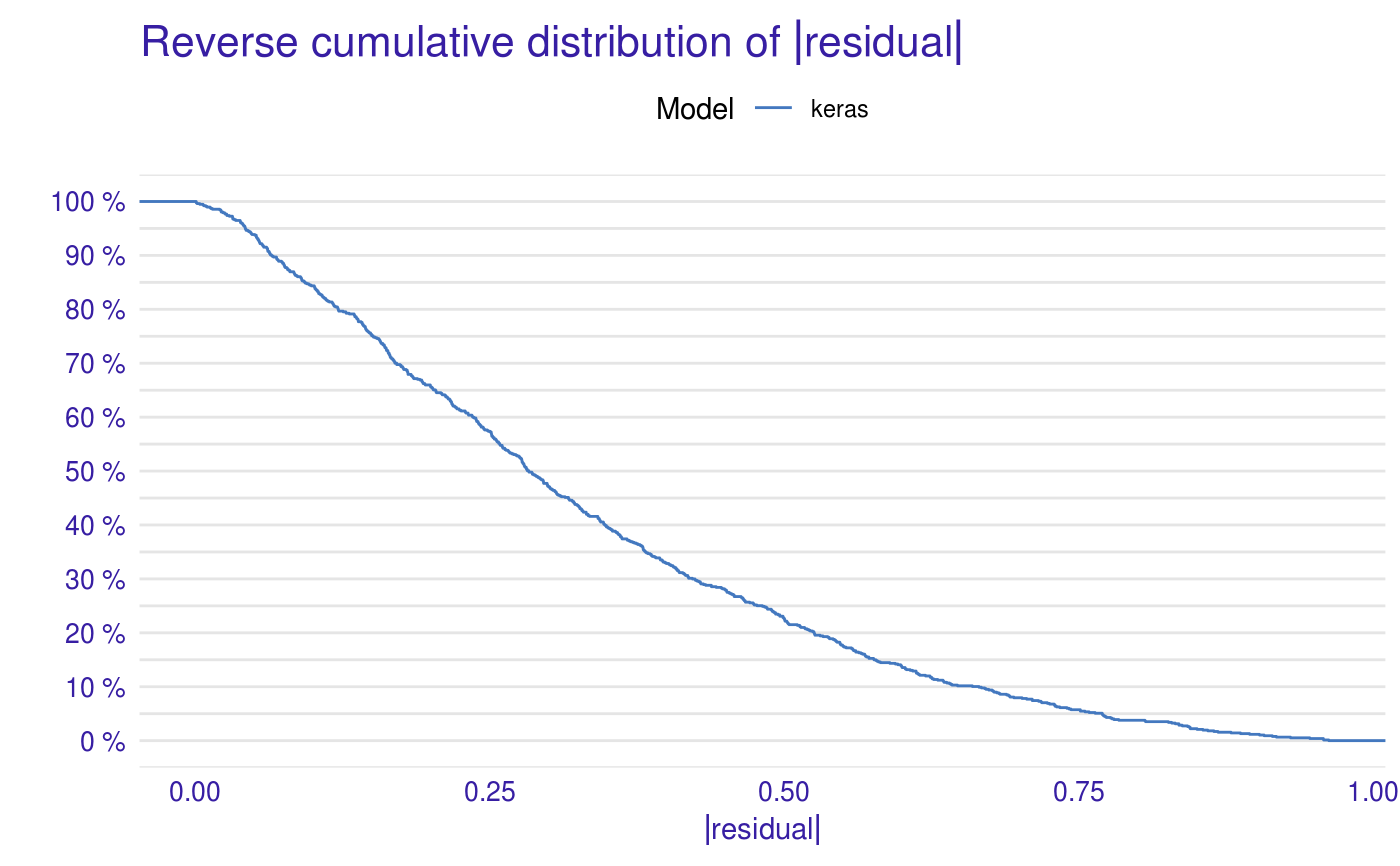 Reverse cumulative distribution of |residual|
Model keras
100 %
90 %
80 %
70 %
60 %
50 %
40 %
30 %
20 %
10 %
0 %
0.00 0.25 0.50 0.75 1.00
|residual|